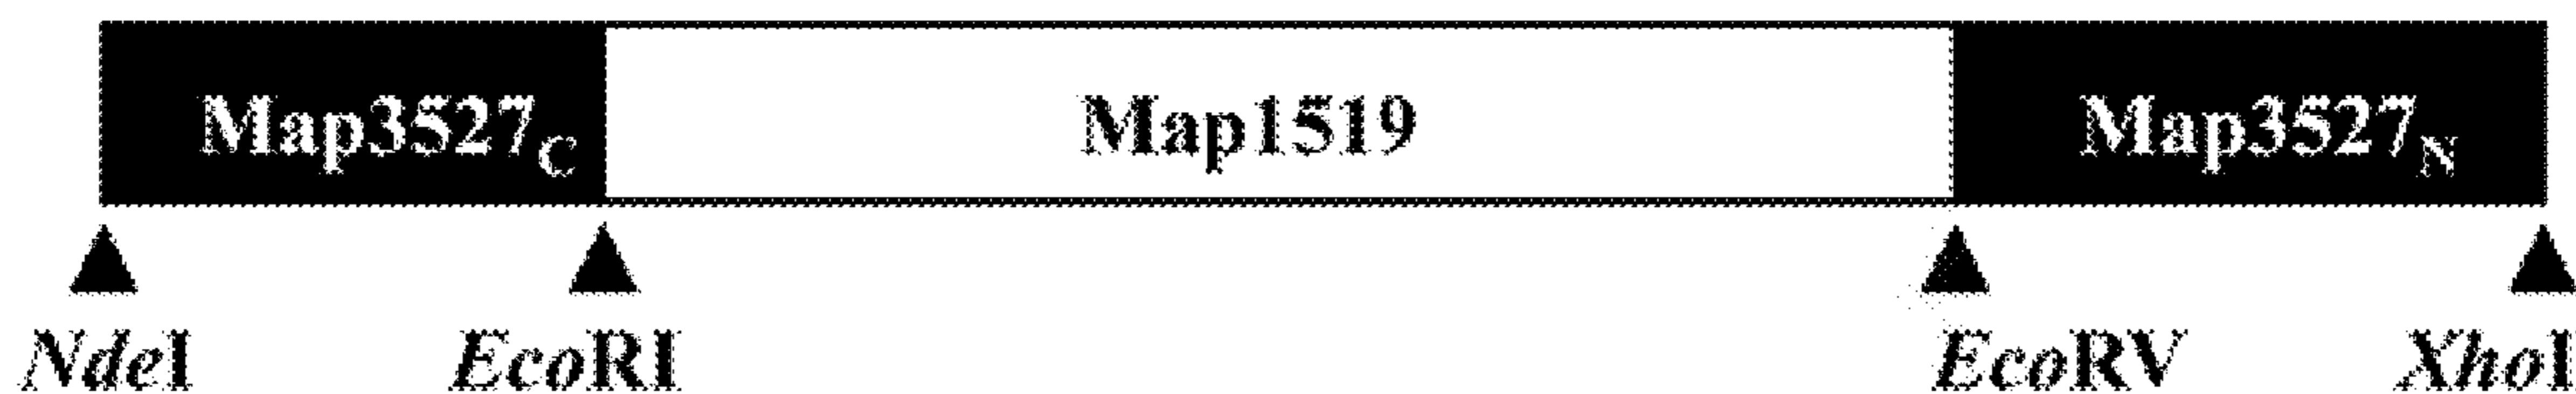 Map3527C Map1519 Map3527N
NdeI EcoRI EcoRV XhoI